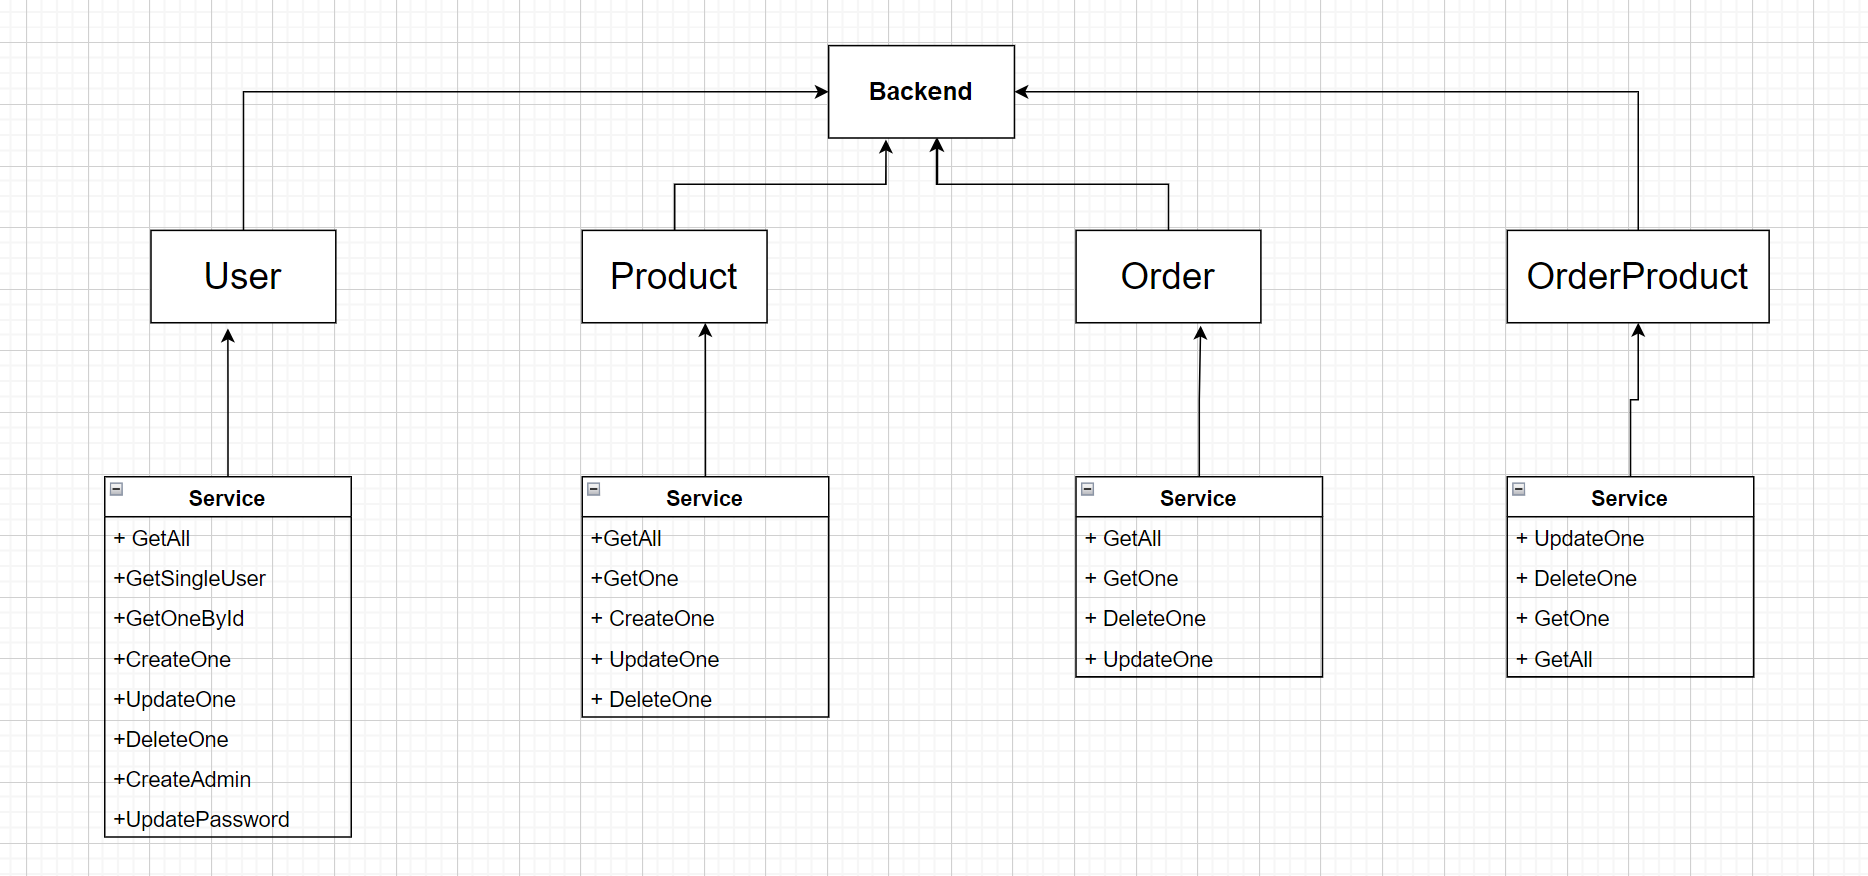 Backend
User
Product
Order
OrderProduct
Service
+ GetAll
+GetSingleUser
+GetOneById
+CreateOne
+UpdateOne
+DeleteOne
+CreateAdmin
+UpdatePassword
Service
+GetAll
+GetOne
+ CreateOne
+ UpdateOne
+ DeleteOne
Service
+ GetAll
+ GetOne
+ DeleteOne
+ UpdateOne
Service
+ UpdateOne
+ DeleteOne
+ GetOne
+ GetAll